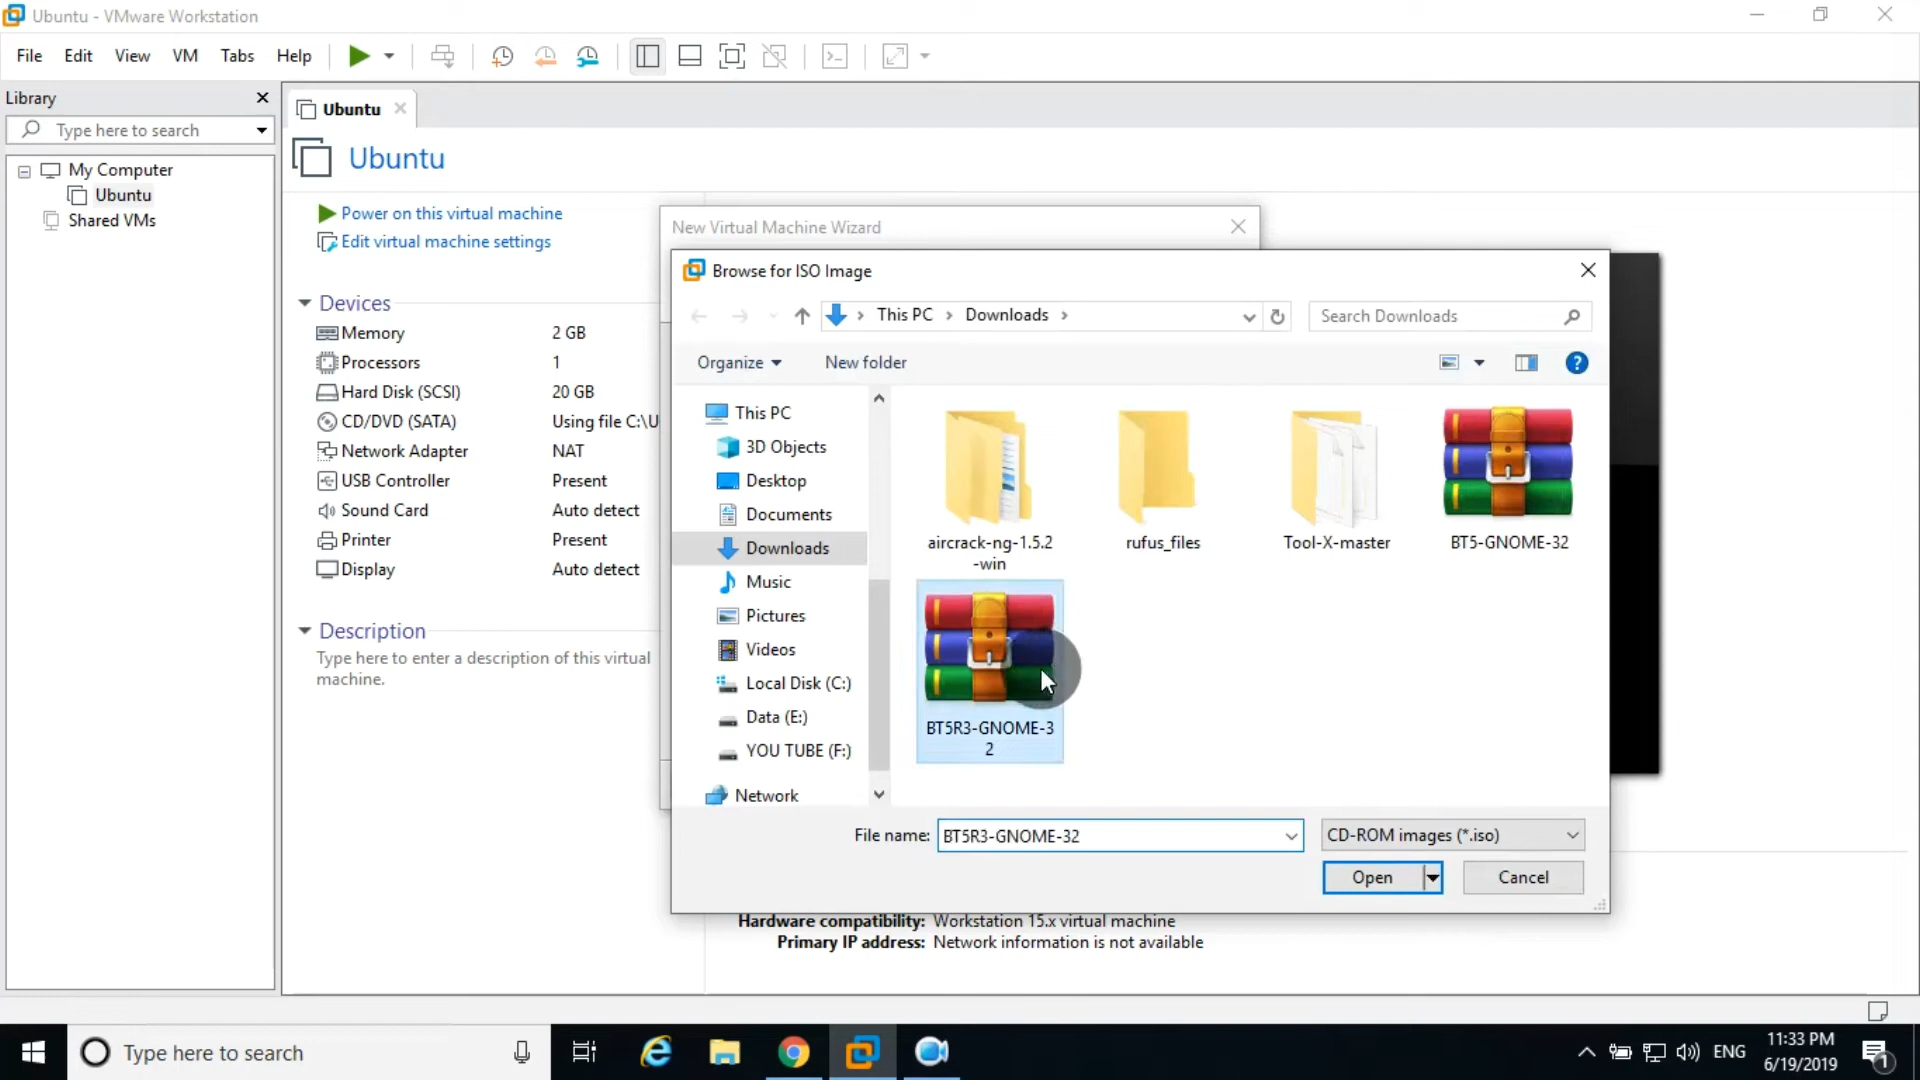 Ubuntu - VMware Workstation
File Edit View VM Tabs Help
Library
Ubuntu
Type here to search
My Computer
Ubuntu
Shared VMs
Ubuntu
Power on this virtual machine
Edit virtual machine settings
Devices
Memory 2 GB
Processors 1
Hard Disk (SCSI) 20 GB
CD/DVD (SATA) Using file C:\U
Network Adapter NAT
USB Controller Present
Sound Card Auto detect
Printer Present
Display Auto detect
Description
Type here to enter a description of this virtual
machine.
New Virtual Machine Wizard
Browse for ISO Image
This PC Downloads
Search Downloads
Organize New folder
This PC
3D Objects
Desktop
Documents
Downloads
Music
Pictures
Videos
Local Disk (C:)
Data (E:)
YOU TUBE (F:)
Network
aircrack-ng-1.5.2
-win
rufus_files
Tool-X-master
BT5-GNOME-32
BT5R3-GNOME-3
2
File name: BT5R3-GNOME-32 CD-ROM images (*.iso)
Open Cancel
Hardware compatibility: Workstation 15.x virtual machine
Primary IP address: Network information is not available
Type here to search
ENG
11:33 PM
6/19/2019
1